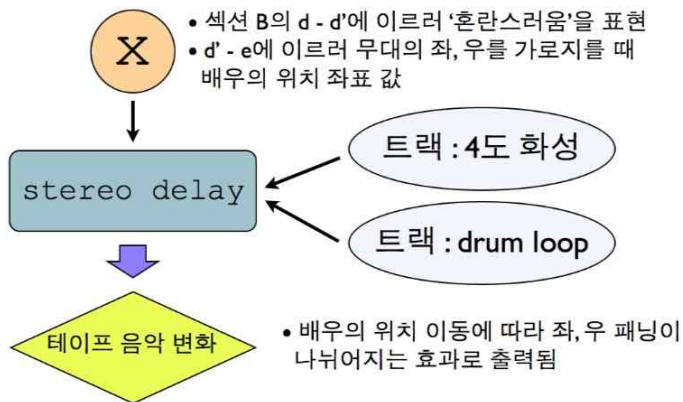 X
• 섹션 B의 d - d’에 이르러 ‘혼란스러움’을 표현
• d’ - e에 이르러 무대의 좌, 우를 가로지를 때
배우의 위치 좌표 값
트랙 : 4도 화성
stereo delay
트랙 : drum loop
테이프 음악 변화
• 배우의 위치 이동에 따라 좌, 우 패닝이
나뉘어지는 효과로 출력됨